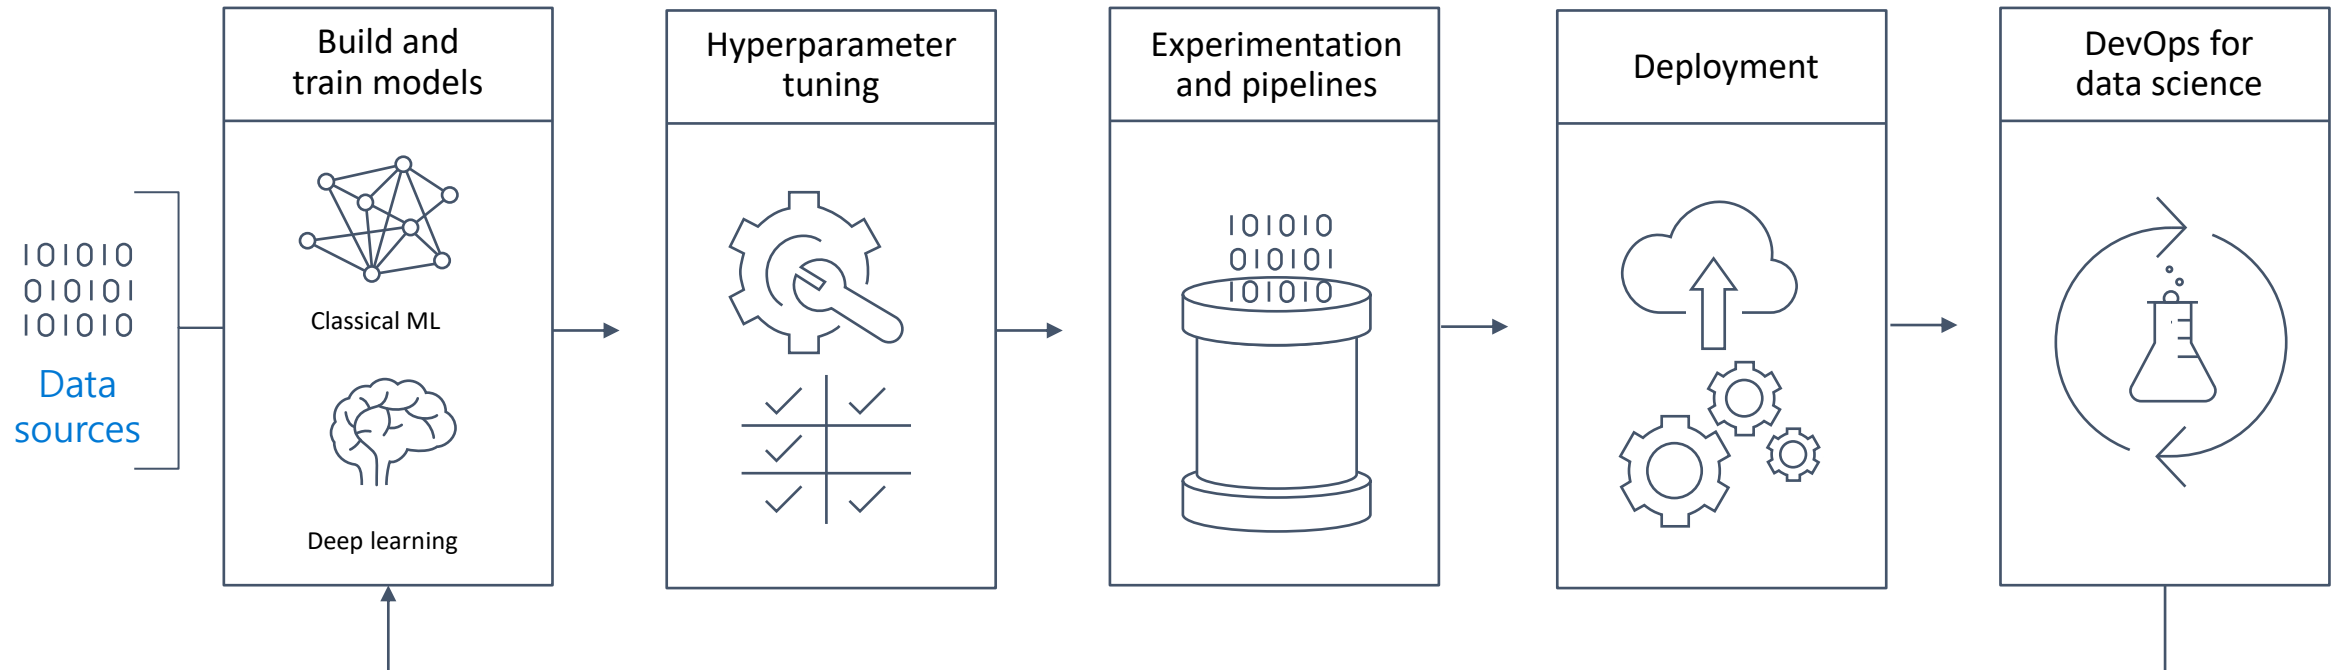 Build and
train models
Hyperparameter
tuning
Experimentation
and pipelines
Deployment
DevOps for
data science
101010
010101
101010
Data
sources
Classical ML
Deep learning
101010
010101
101010